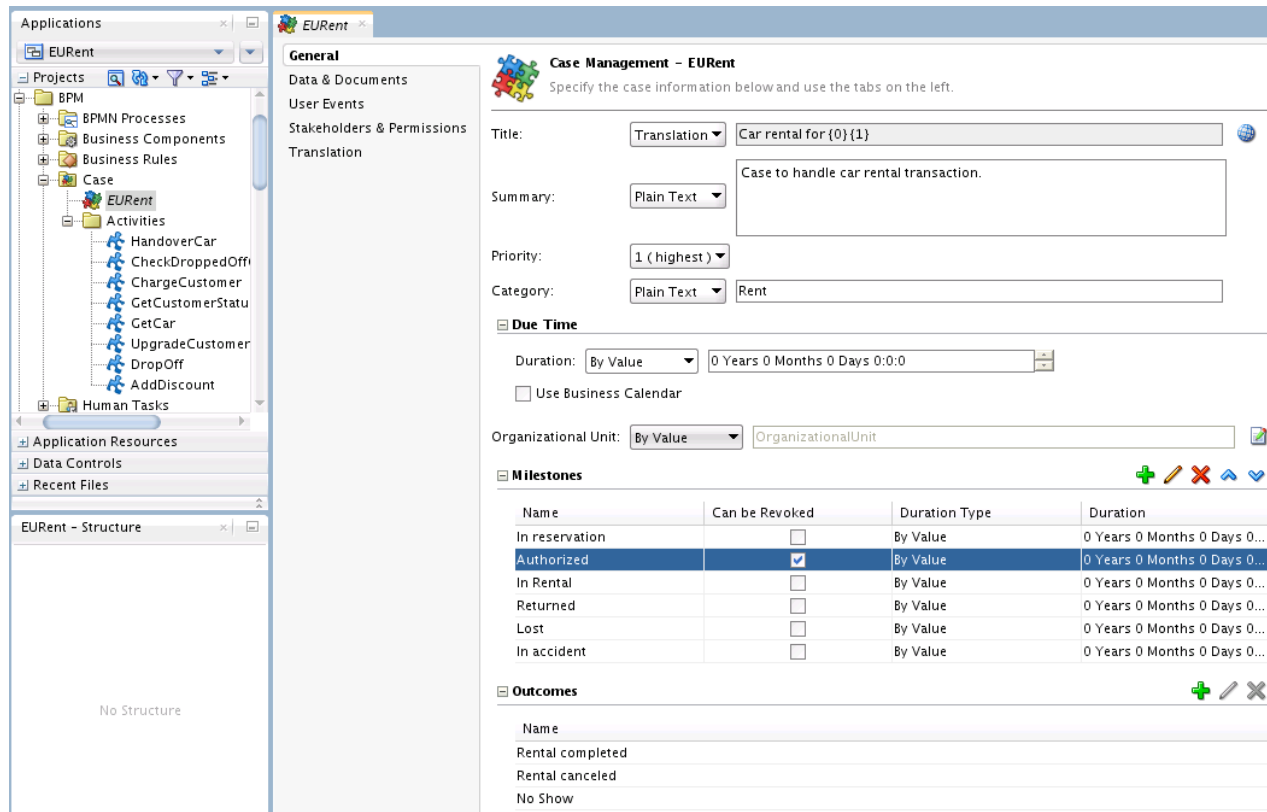 Applications
EURent
Projects
BPM
BPMN Processes
Business Components
Business Rules
Case
EURent
Activities
HandoverCar
CheckDroppedOff
ChargeCustomer
GetCustomerStatu
GetCar
UpgradeCustomer
DropOff
AddDiscount
Human Tasks
Application Resources
Data Controls
Recent Files
EURent - Structure
No Structure
EURent
General
Data & Documents
User Events
Stakeholders & Permissions
Translation
Case Management - EURent
Specify the case information below and use the tabs on the left.
Title: Translation Car rental for {0}{1}
Summary: Plain Text Case to handle car rental transaction.
Priority: 1 ( highest )
Category: Plain Text Rent
Due Time
Duration: By Value 0 Years 0 Months 0 Days 0:0:0
Use Business Calendar
Organizational Unit: By Value OrganizationalUnit
Milestones
Name Can be Revoked Duration Type Duration
In reservation By Value 0 Years 0 Months 0 Days 0...
Authorized By Value 0 Years 0 Months 0 Days 0...
In Rental By Value 0 Years 0 Months 0 Days 0...
Returned By Value 0 Years 0 Months 0 Days 0...
Lost By Value 0 Years 0 Months 0 Days 0...
In accident By Value 0 Years 0 Months 0 Days 0...
Outcomes
Name
Rental completed
Rental canceled
No Show